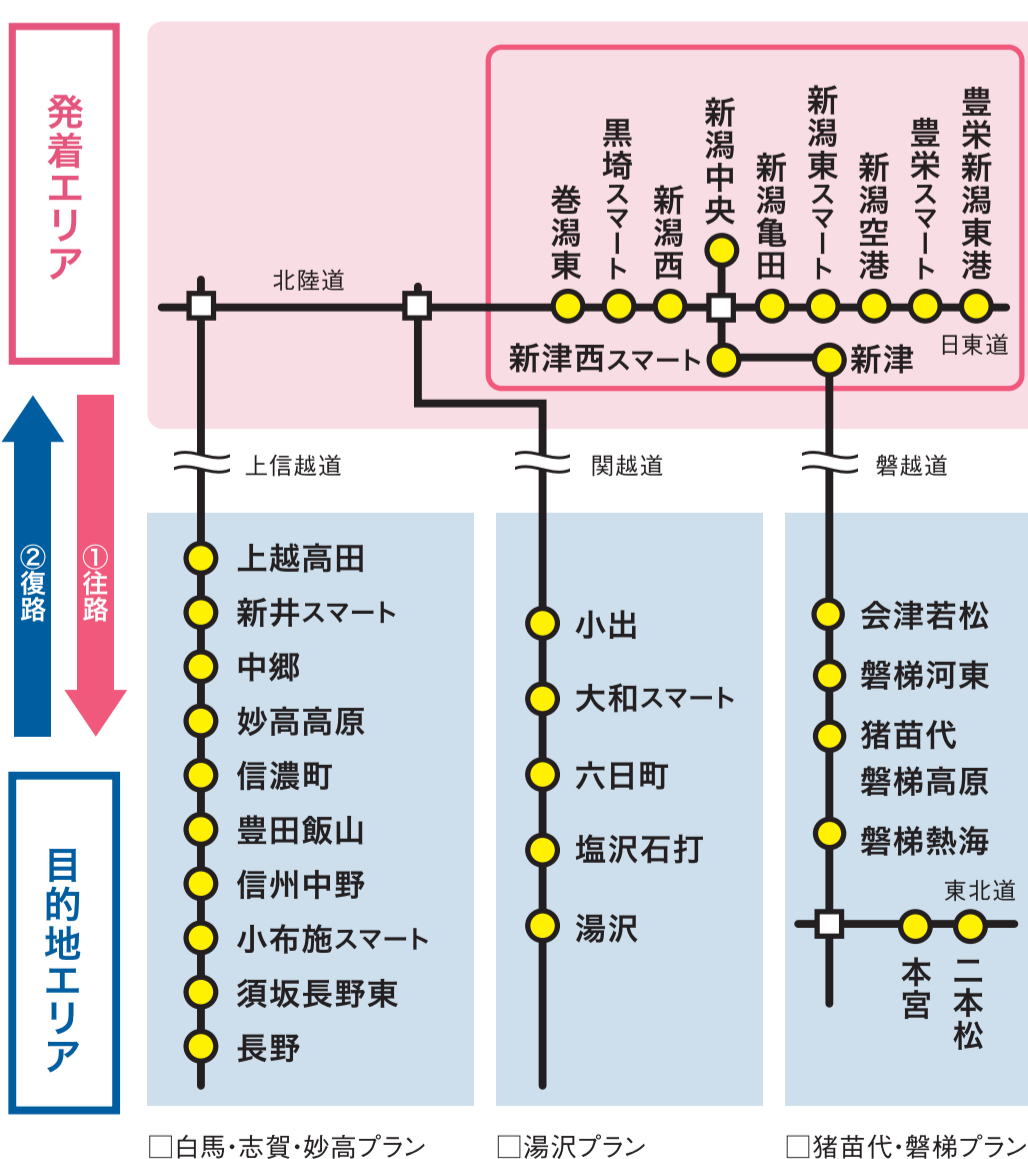 発着エリア
巻潟東
黒埼スマート
新潟西
新潟中央
新潟亀田
新潟東スマート
新潟空港
豊栄スマート
豊栄新潟東港
北陸道
日東道
新津西スマート
新津
②復路
①往路
上信越道
関越道
磐越道
目的地エリア
上越高田
新井スマート
中郷
妙高高原
信濃町
豊田飯山
信州中野
小布施スマート
須坂長野東
長野
小出
大和スマート
六日町
塩沢石打
湯沢
会津若松
磐梯河東
猪苗代
磐梯高原
磐梯熱海
東北道
本宮
二本松
□白馬・志賀・妙高プラン
□湯沢プラン
□猪苗代・磐梯プラン